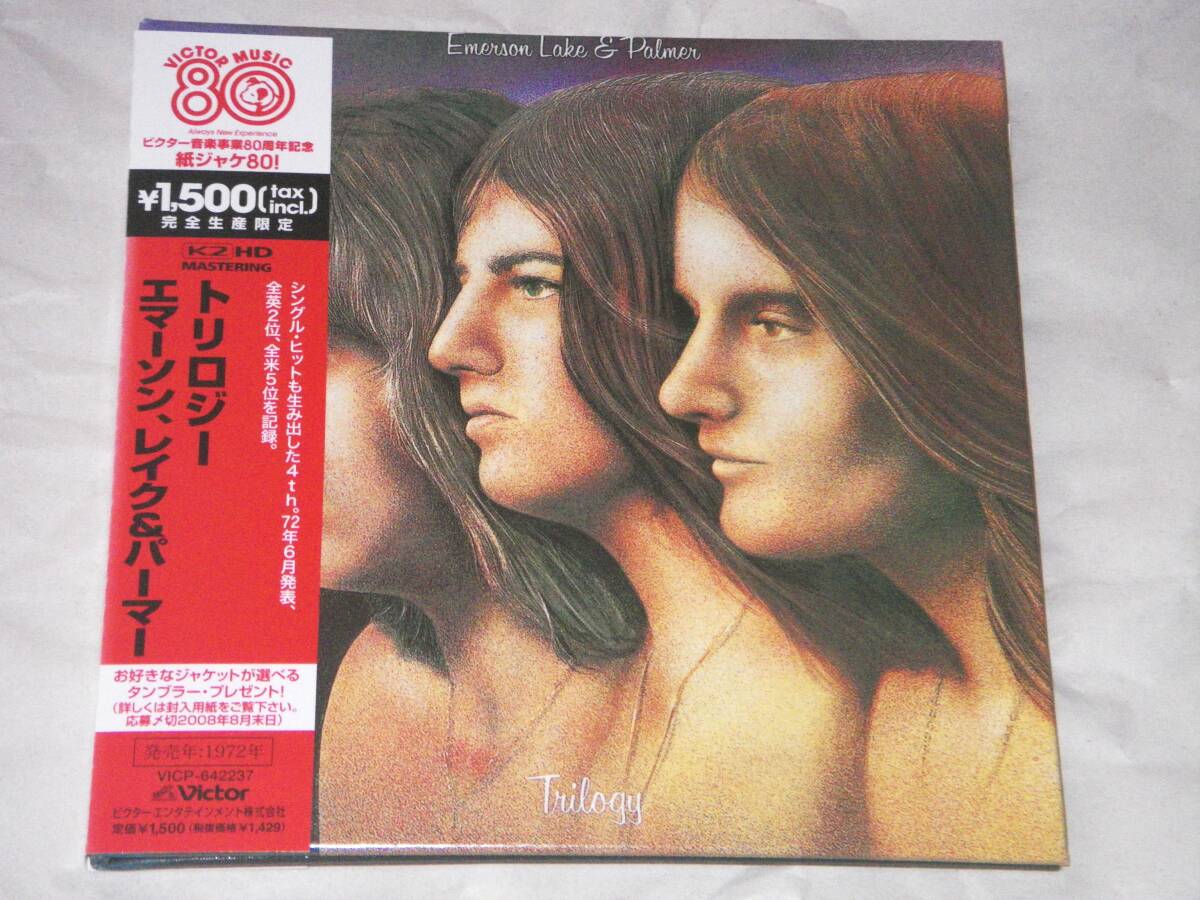 VICTOR MUSIC
80
Always New Experience
ビクター音楽事業80周年記念
紙ジャケ80!
¥1,500(tax incl.)
完全生産限定
K2HD
MASTERING
シングル・ヒットも生み出した4th。72年6月発表、
全英2位、全米5位を記録。
トリロジー
エマーソン、レイク&パーマー
お好きなジャケットが選べる
タンブラー・プレゼント!
(詳しくは封入用紙をご覧下さい。
応募〆切2008年8月末日)
発売年:1972年
VICP-642237
Victor
ビクターエンタテインメント株式会社
定価¥1,500(税抜価格¥1,429)
Emerson Lake & Palmer
Trilogy